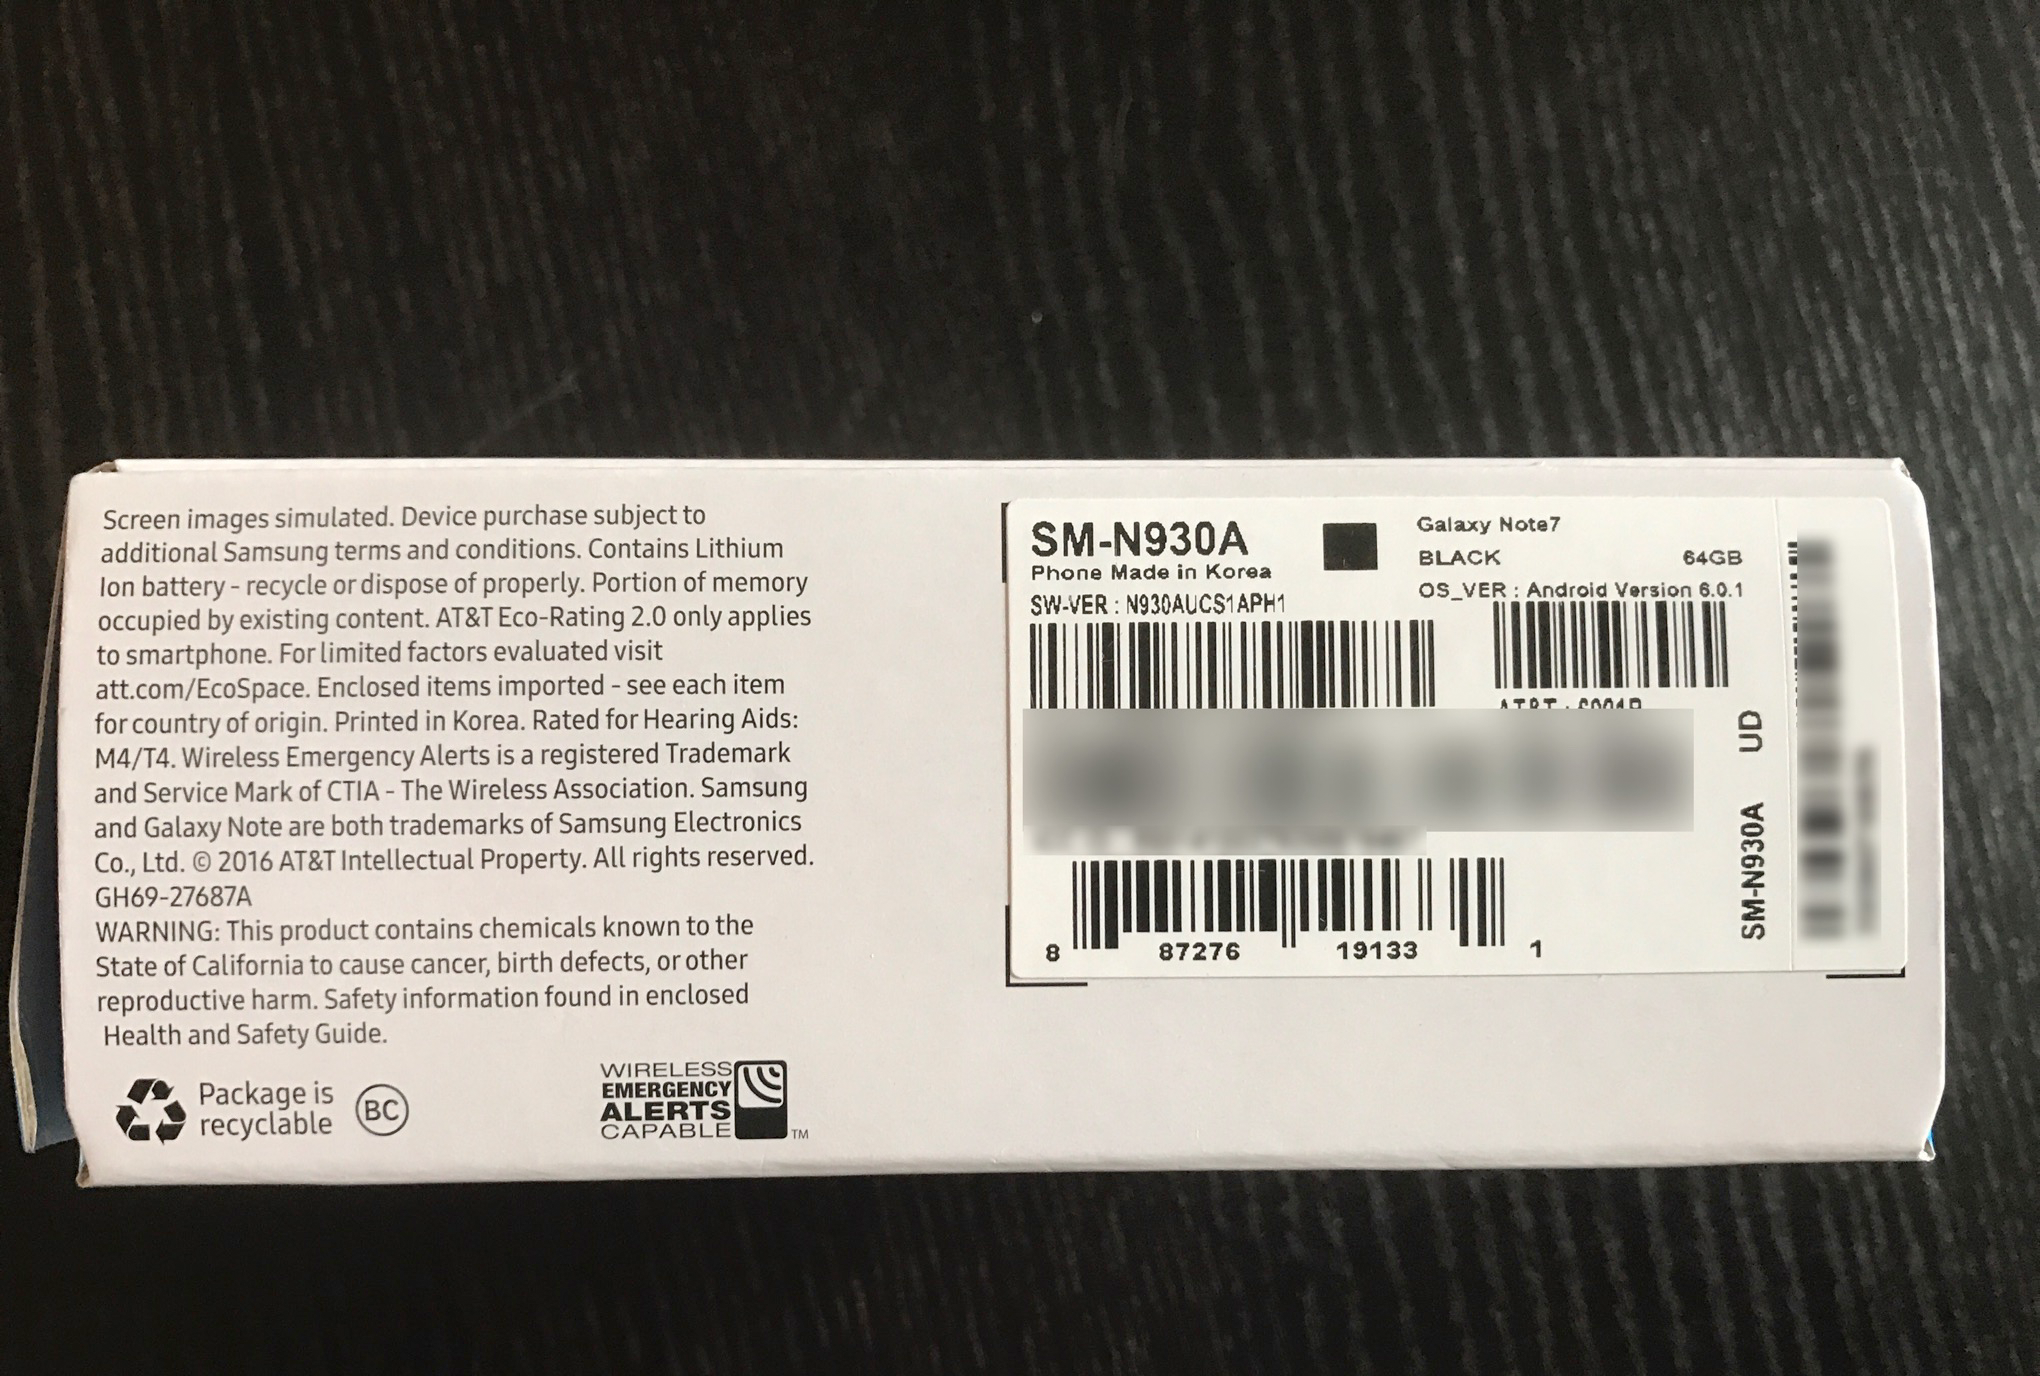 Screen images simulated. Device purchase subject to
additional Samsung terms and conditions. Contains Lithium
Ion battery - recycle or dispose of properly. Portion of memory
occupied by existing content. AT&T Eco-Rating 2.0 only applies
to smartphone. For limited factors evaluated visit
att.com/EcoSpace. Enclosed items imported - see each item
for country of origin. Printed in Korea. Rated for Hearing Aids:
M4/T4. Wireless Emergency Alerts is a registered Trademark
and Service Mark of CTIA - The Wireless Association. Samsung
and Galaxy Note are both trademarks of Samsung Electronics
Co., Ltd. © 2016 AT&T Intellectual Property. All rights reserved.
GH69-27687A
WARNING: This product contains chemicals known to the
State of California to cause cancer, birth defects, or other
reproductive harm. Safety information found in enclosed
Health and Safety Guide.
Package is
recyclable
BC
WIRELESS
EMERGENCY
ALERTS
CAPABLE
TM
SM-N930A
Phone Made in Korea
SW-VER : N930AUCS1APH1
Galaxy Note7
BLACK 64GB
OS_VER : Android Version 6.0.1
AT&T :
8 87276 19133 1
SM-N930A UD